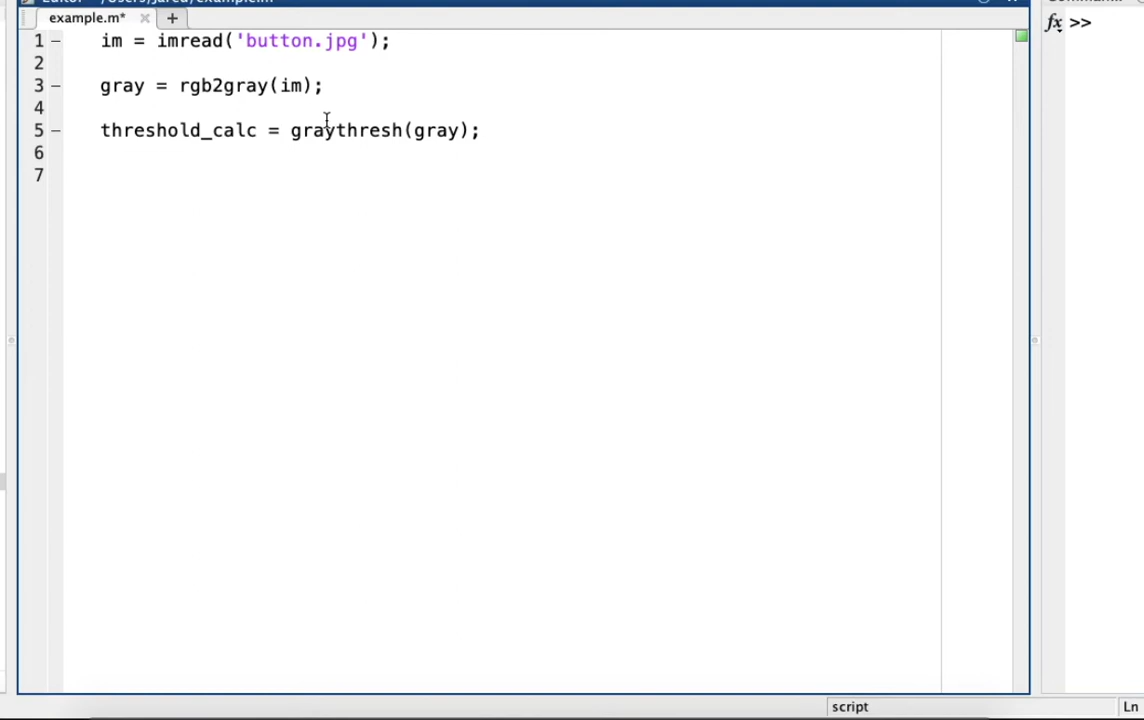 example.m* × +
fx >>
1 – im = imread('button.jpg');
2
3 – gray = rgb2gray(im);
4
5 – threshold_calc = graythresh(gray);
6
7
script
Ln